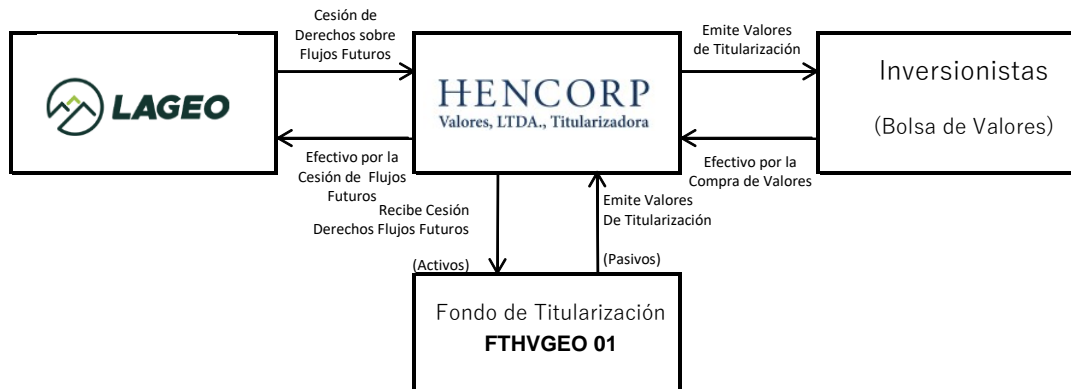 Cesión de
Derechos sobre
Flujos Futuros
Emite Valores
de Titularización
LAGEO
HENCORP
Valores, LTDA., Titularizadora
Inversionistas
(Bolsa de Valores)
Efectivo por la
Cesión de Flujos
Futuros
Efectivo por la
Compra de Valores
Recibe Cesión
Derechos Flujos Futuros
Emite Valores
De Titularización
(Activos)
(Pasivos)
Fondo de Titularización
FTHVGEO 01